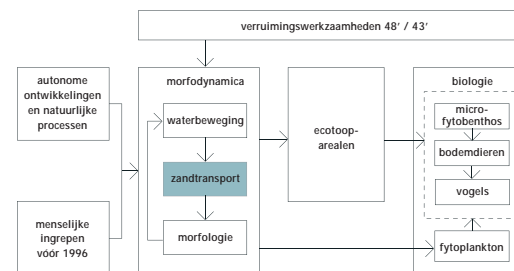 verruimingswerkzaamheden 48' / 43'
autonome
ontwikkelingen
en natuurlijke
processen
menselijke
ingrepen
vóór 1996
morfodynamica
waterbeweging
zandtransport
morfologie
ecotoop-
arealen
biologie
micro-
fytobenthos
bodemdieren
vogels
fytoplankton